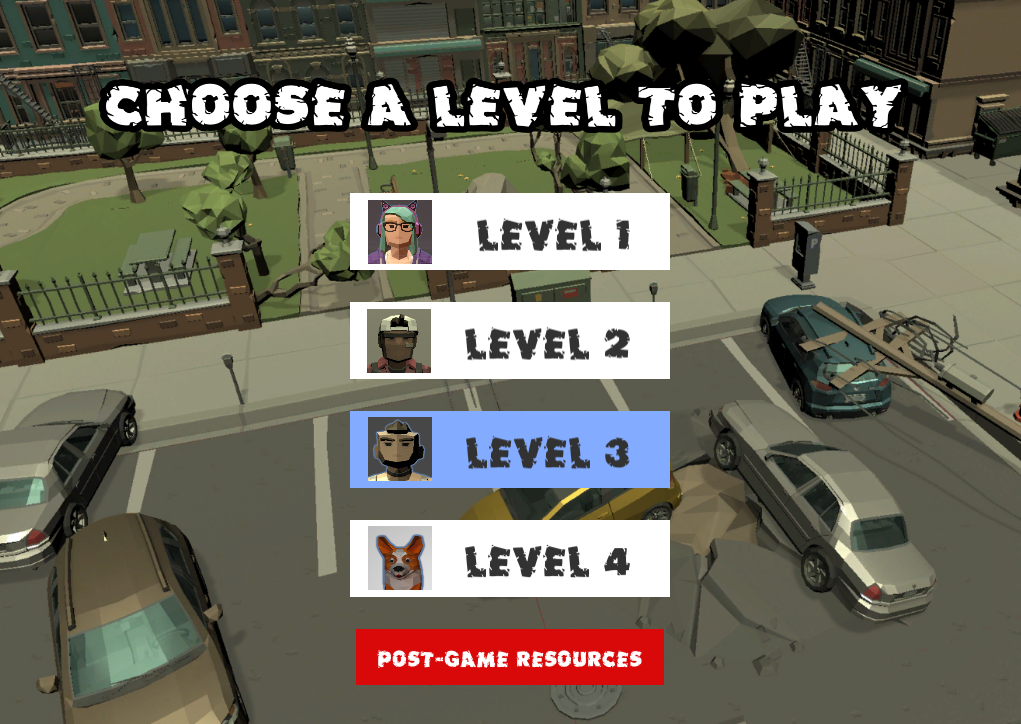 CHOOSE A LEVEL TO PLAY
LEVEL 1
LEVEL 2
LEVEL 3
LEVEL 4
POST-GAME RESOURCES